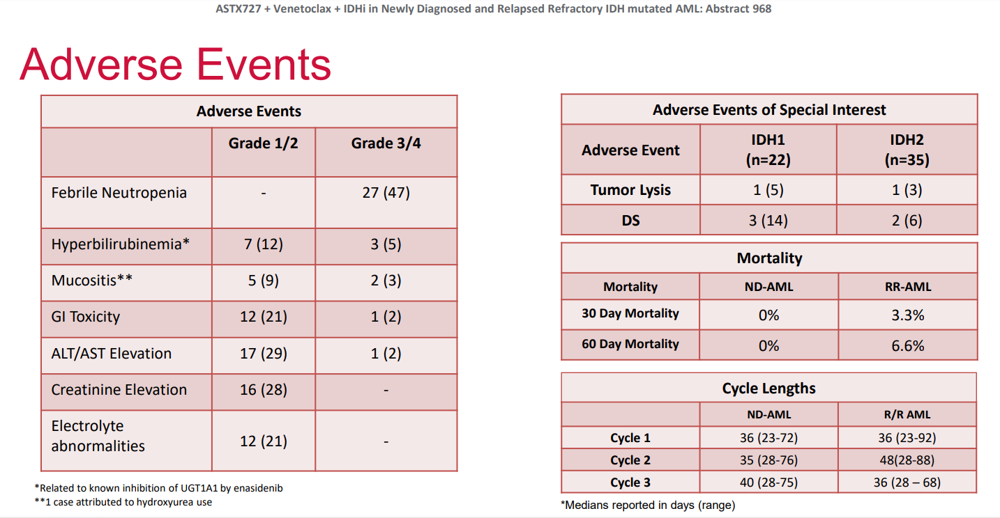 ASTX727 + Venetoclax + IDHi in Newly Diagnosed and Relapsed Refractory IDH mutated AML: Abstract 968
Adverse Events
Adverse Events
Grade 1/2 Grade 3/4
Febrile Neutropenia - 27 (47)
Hyperbilirubinemia* 7 (12) 3 (5)
Mucositis** 5 (9) 2 (3)
GI Toxicity 12 (21) 1 (2)
ALT/AST Elevation 17 (29) 1 (2)
Creatinine Elevation 16 (28) -
Electrolyte
abnormalities 12 (21) -
*Related to known inhibition of UGT1A1 by enasidenib
**1 case attributed to hydroxyurea use
Adverse Events of Special Interest
Adverse Event IDH1 IDH2
(n=22) (n=35)
Tumor Lysis 1 (5) 1 (3)
DS 3 (14) 2 (6)
Mortality
Mortality ND-AML RR-AML
30 Day Mortality 0% 3.3%
60 Day Mortality 0% 6.6%
Cycle Lengths
ND-AML R/R AML
Cycle 1 36 (23-72) 36 (23-92)
Cycle 2 35 (28-76) 48(28-88)
Cycle 3 40 (28-75) 36 (28 – 68)
*Medians reported in days (range)